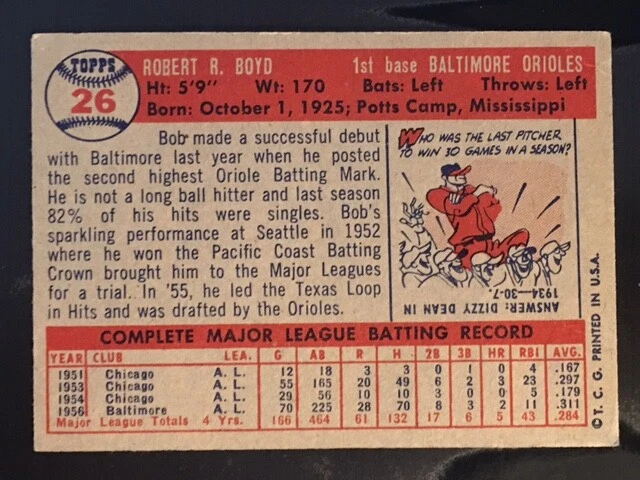 TOPPS
26
ROBERT R. BOYD 1st base BALTIMORE ORIOLES
Ht: 5'9" Wt: 170 Bats: Left Throws: Left
Born: October 1, 1925; Potts Camp, Mississippi
Bob made a successful debut
with Baltimore last year when he posted
the second highest Oriole Batting Mark.
He is not a long ball hitter and last season
82% of his hits were singles. Bob's
sparkling performance at Seattle in 1952
where he won the Pacific Coast Batting
Crown brought him to the Major Leagues
for a trial. In '55, he led the Texas Loop
in Hits and was drafted by the Orioles.
WHO WAS THE LAST PITCHER
TO WIN 30 GAMES IN A SEASON?
ANSWER: DIZZY DEAN IN
1934—30-7.
COMPLETE MAJOR LEAGUE BATTING RECORD
YEAR CLUB LEA. G AB R H 2B 3B HR RBI AVG.
1951 Chicago A. L. 12 18 3 3 0 1 0 4 .167
1953 Chicago A. L. 55 165 20 49 6 2 3 23 .297
1954 Chicago A. L. 29 56 10 10 3 0 0 5 .179
1956 Baltimore A. L. 70 225 28 70 8 3 2 11 .311
Major League Totals 4 Yrs. 166 464 61 132 17 6 5 43 .284
©T. C. G. PRINTED IN U.S.A.